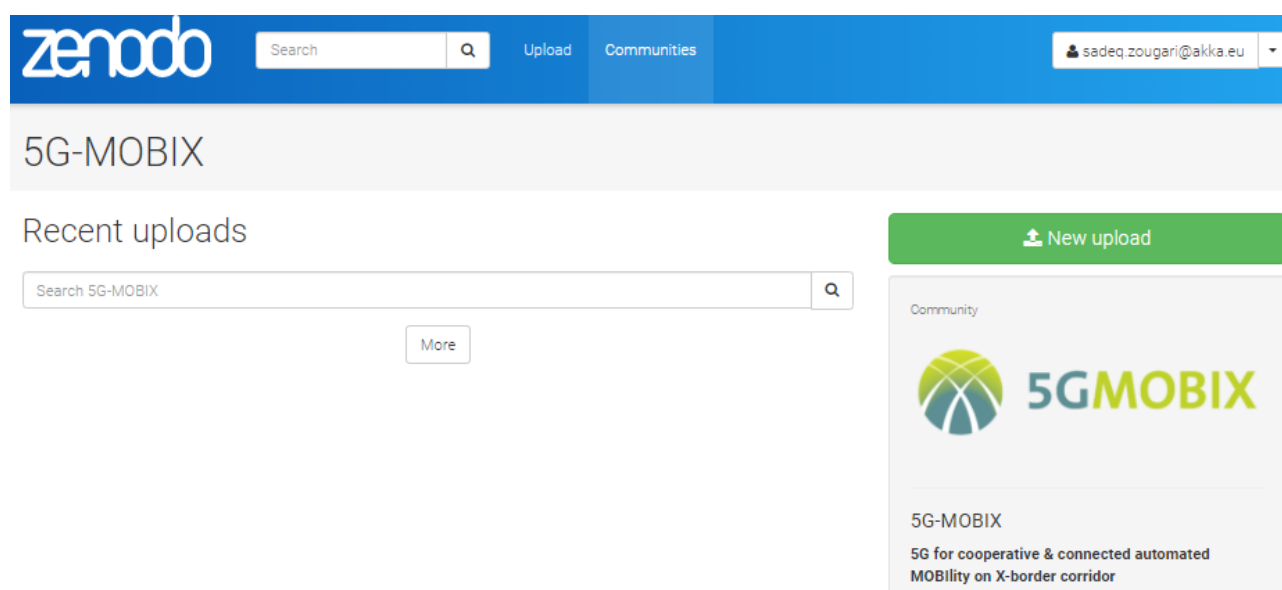 zenodo
Search
Upload
Communities
sadeq.zougari@akka.eu
5G-MOBIX
Recent uploads
New upload
Search 5G-MOBIX
More
Community
5GMOBIX
5G-MOBIX
5G for cooperative & connected automated
MOBIlity on X-border corridor